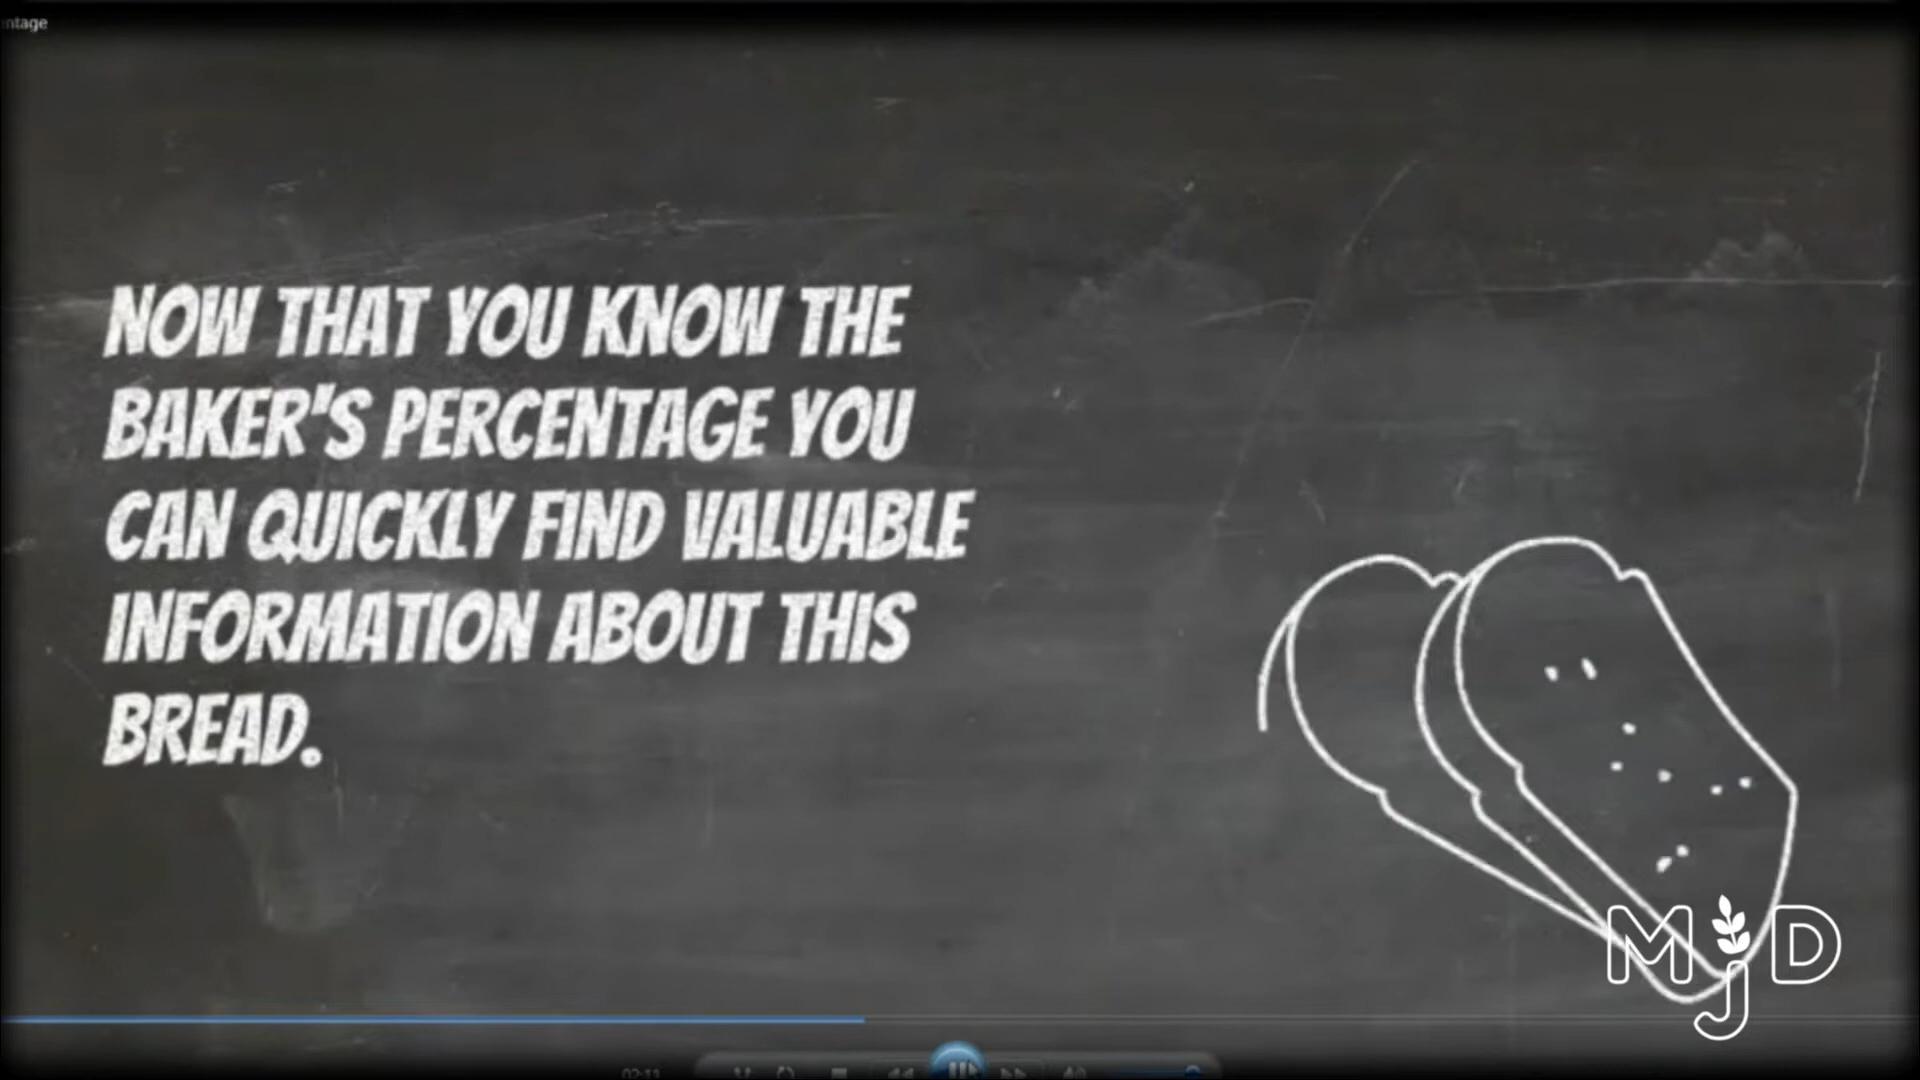 ntage
NOW THAT YOU KNOW THE
BAKER'S PERCENTAGE YOU
CAN QUICKLY FIND VALUABLE
INFORMATION ABOUT THIS
BREAD.
MJD